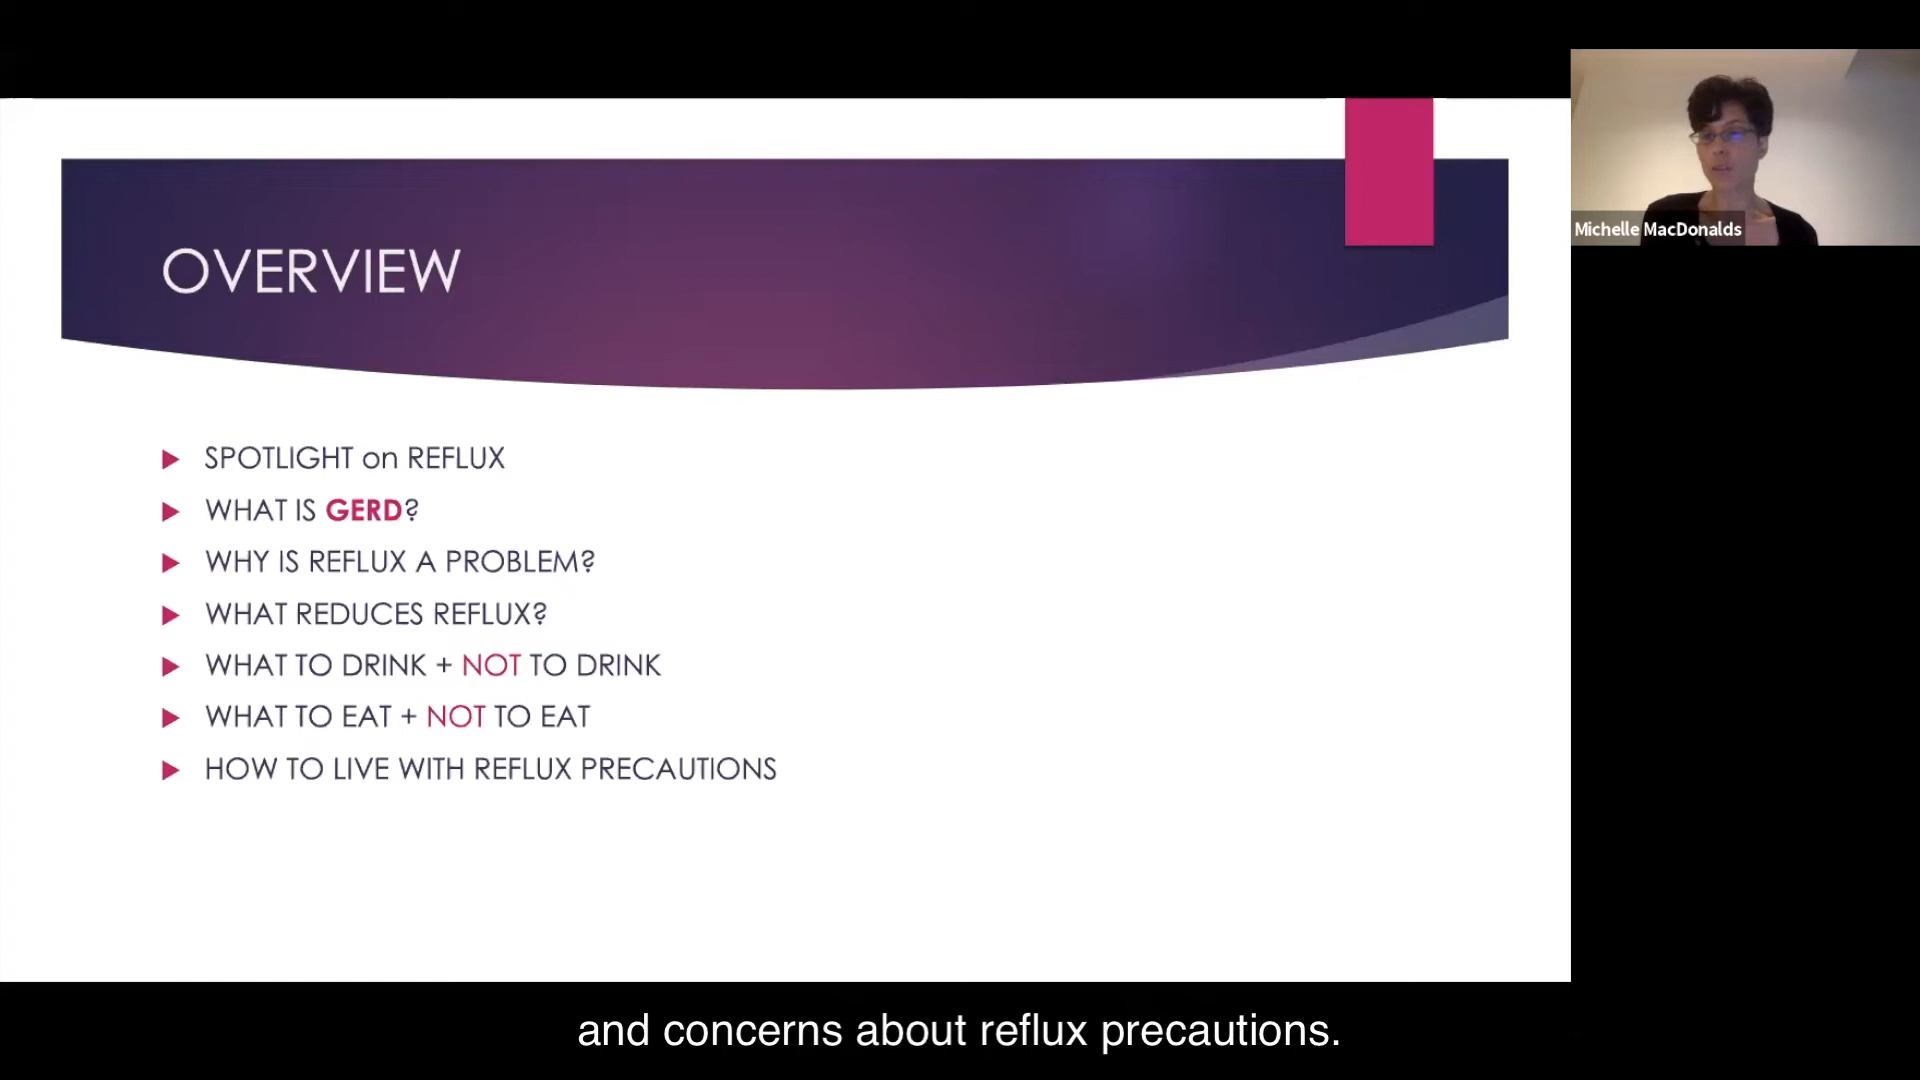 OVERVIEW
SPOTLIGHT on REFLUX
WHAT IS GERD?
WHY IS REFLUX A PROBLEM?
WHAT REDUCES REFLUX?
WHAT TO DRINK + NOT TO DRINK
WHAT TO EAT + NOT TO EAT
HOW TO LIVE WITH REFLUX PRECAUTIONS
Michelle MacDonalds
and concerns about reflux precautions.